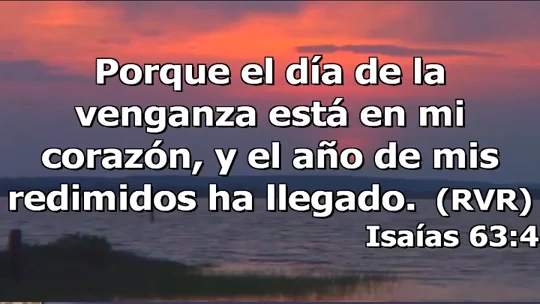 Porque el día de la
venganza está en mi
corazón, y el año de mis
redimidos ha llegado. (RVR)
Isaías 63:4